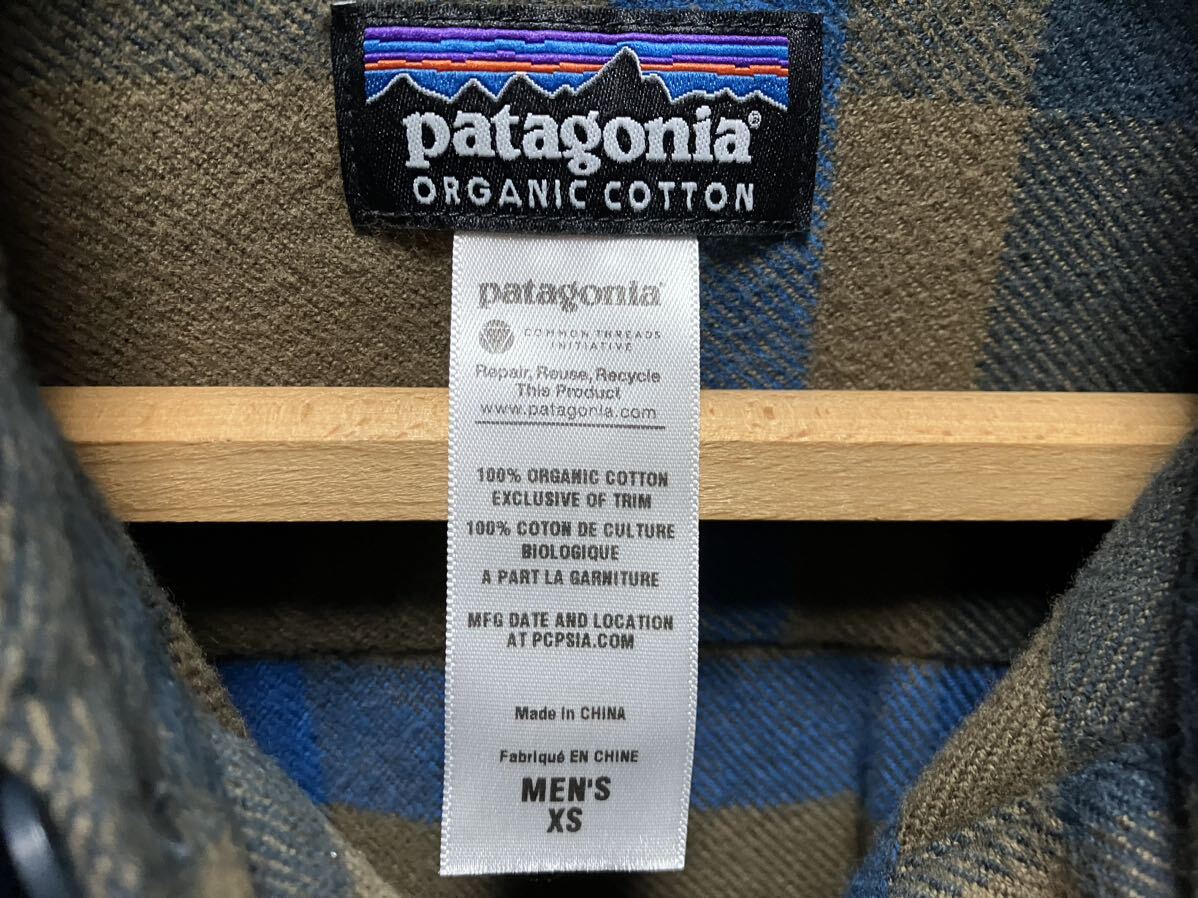 patagonia®
ORGANIC COTTON
patagonia®
COMMON THREADS
INITIATIVE
Repair, Reuse, Recycle
This Product
www.patagonia.com
100% ORGANIC COTTON
EXCLUSIVE OF TRIM
100% COTON DE CULTURE
BIOLOGIQUE
A PART LA GARNITURE
MFG DATE AND LOCATION
AT PCPSIA.COM
Made in CHINA
Fabriqué EN CHINE
MEN'S
XS